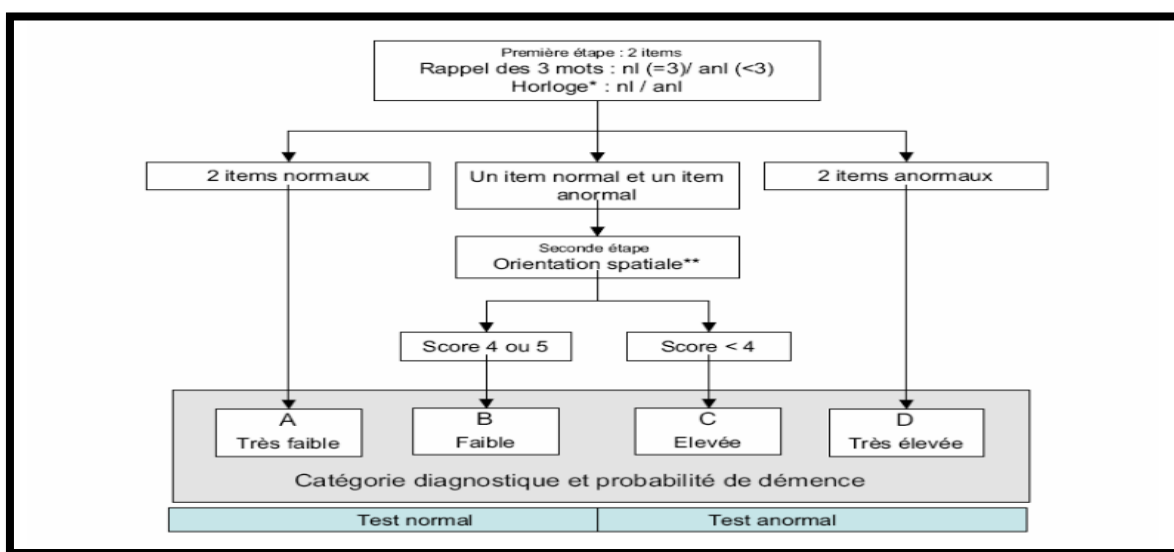 Première étape : 2 items
Rappel des 3 mots : nl (=3)/ anl (<3)
Horloge* : nl / anl
2 items normaux
Un item normal et un item
anormal
2 items anormaux
Seconde étape
Orientation spatiale**
Score 4 ou 5
Score < 4
A
Très faible
B
Faible
C
Elevée
D
Très élevée
Catégorie diagnostique et probabilité de démence
Test normal
Test anormal